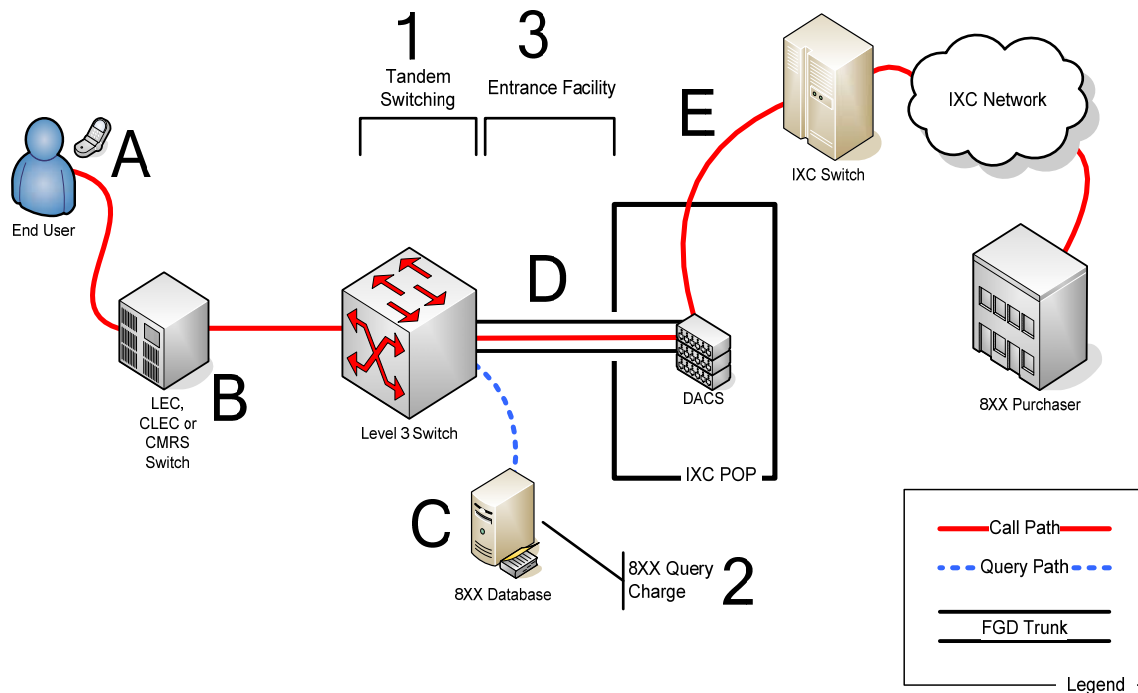 1
3
Tandem
Switching
Entrance Facility
E
IXC Network
A
IXC Switch
End User
D
B
LEC,
CLEC or
CMRS
Switch
Level 3 Switch
DACS
8XX Purchaser
IXC POP
C
8XX Database
8XX Query
Charge
2
Call Path
Query Path
FGD Trunk
Legend